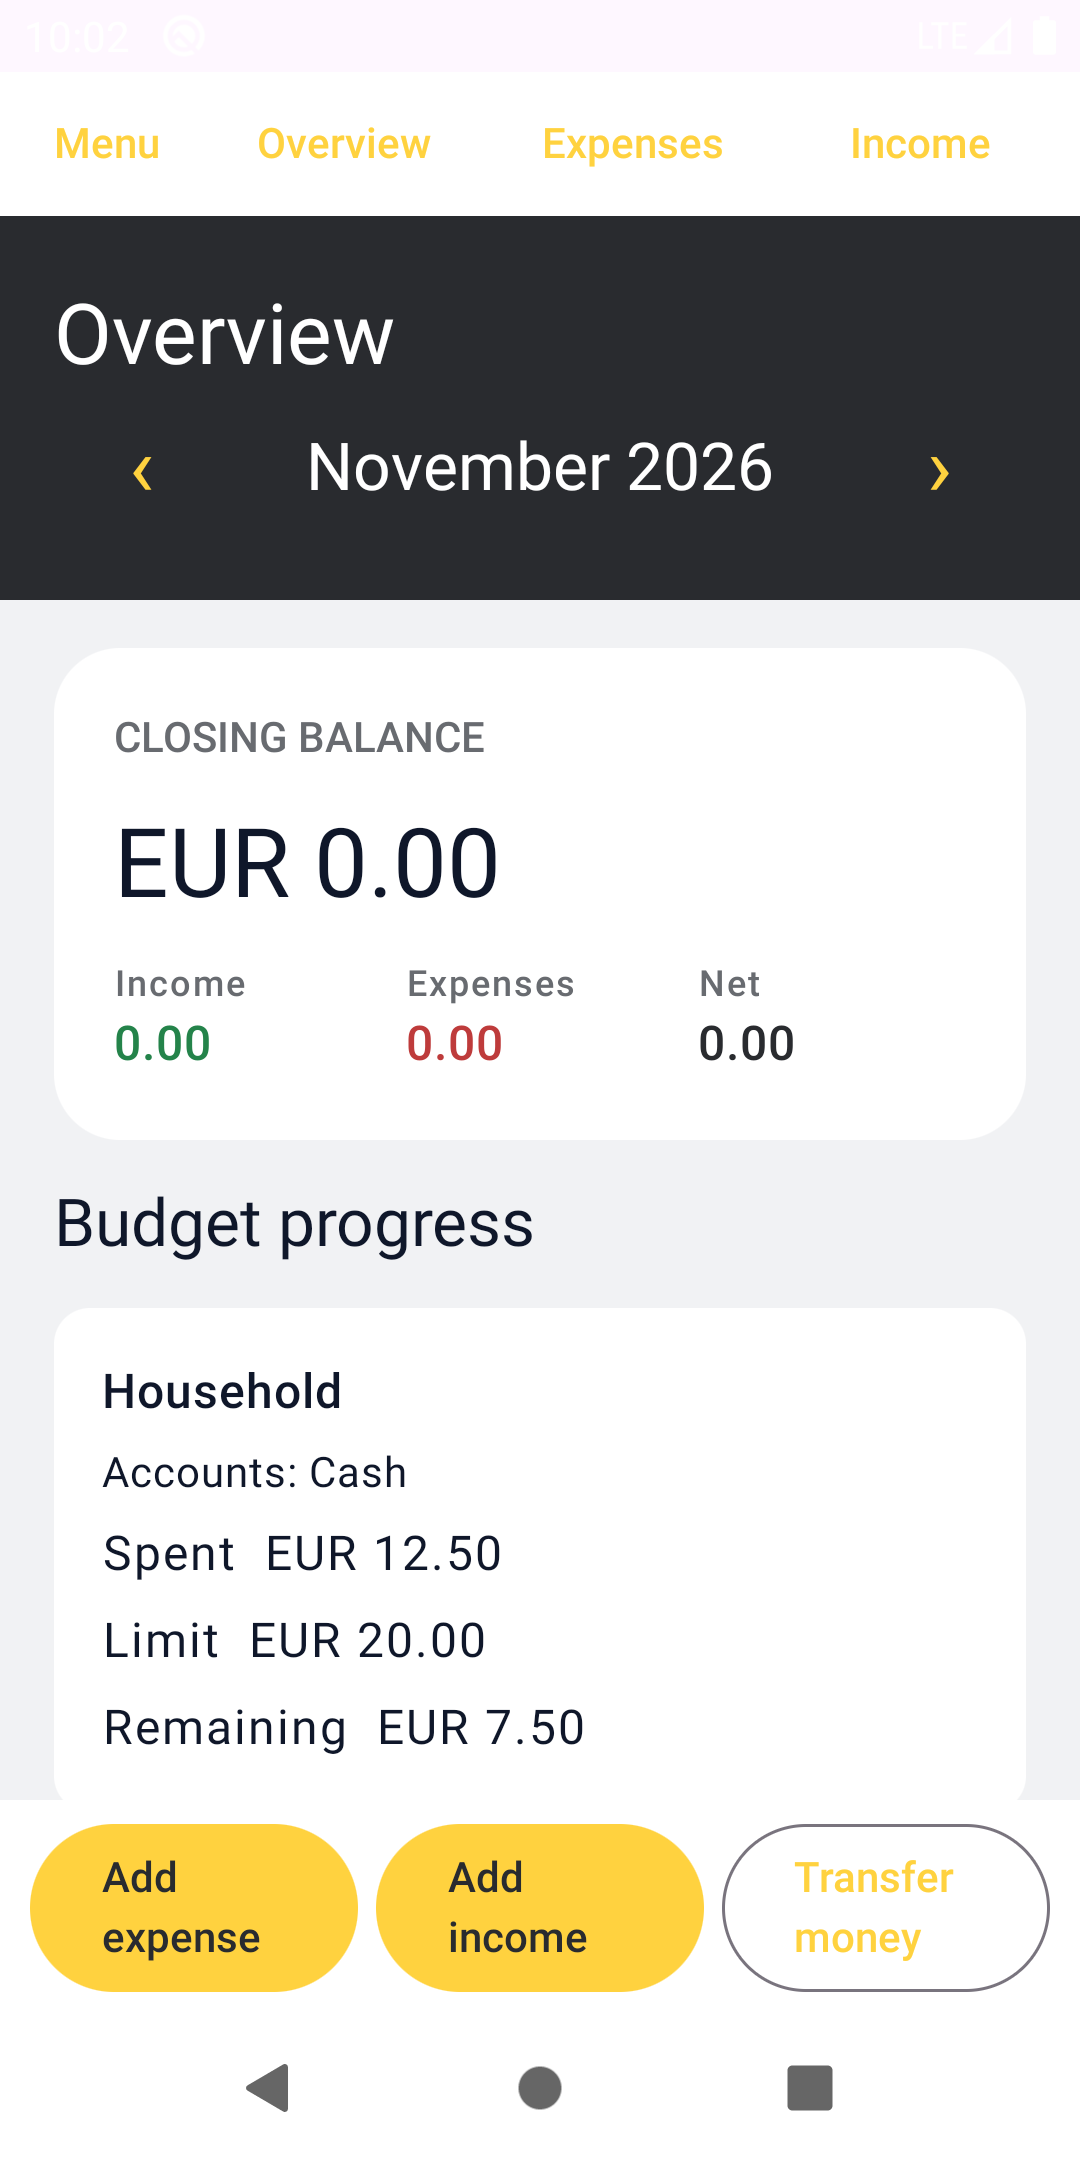 10:02 LTE
Menu Overview Expenses Income
Overview
‹ November 2026 ›
CLOSING BALANCE
EUR 0.00
Income Expenses Net
0.00 0.00 0.00
Budget progress
Household
Accounts: Cash
Spent EUR 12.50
Limit EUR 20.00
Remaining EUR 7.50
Add expense
Add income
Transfer money